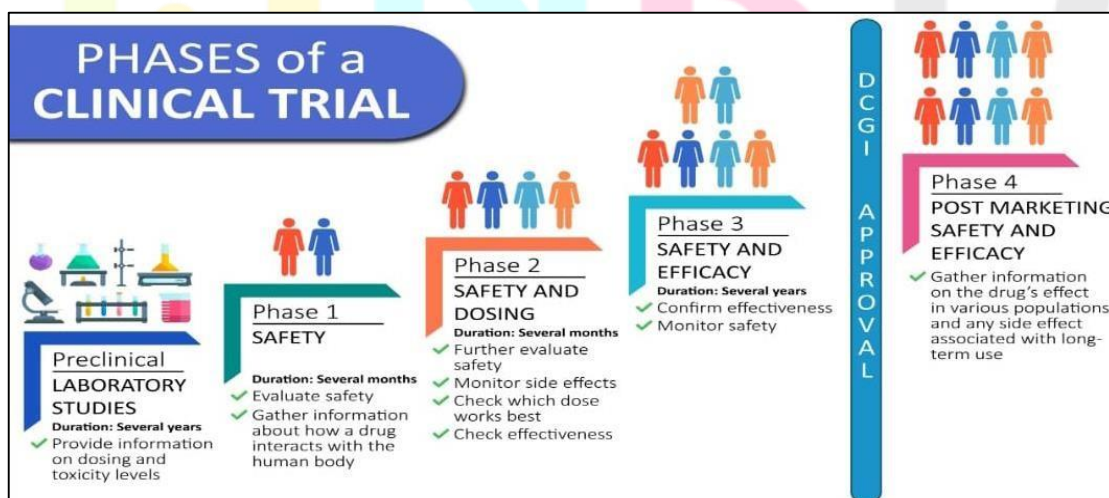 PHASES of a
CLINICAL TRIAL
Preclinical
LABORATORY
STUDIES
Duration: Several years
Provide information
on dosing and
toxicity levels
Phase 1
SAFETY
Duration: Several months
Evaluate safety
Gather information
about how a drug
interacts with the
human body
Phase 2
SAFETY AND
DOSING
Duration: Several months
Further evaluate
safety
Monitor side effects
Check which dose
works best
Check effectiveness
Phase 3
SAFETY AND
EFFICACY
Duration: Several years
Confirm effectiveness
Monitor safety
DCGI APPROVAL
Phase 4
POST MARKETING
SAFETY AND
EFFICACY
Gather information
on the drug's effect
in various populations
and any side effect
associated with long-
term use